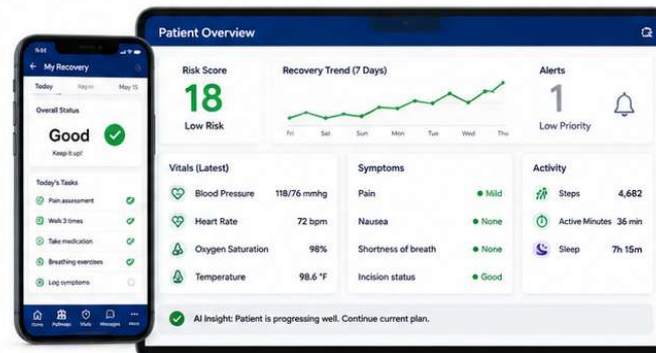 My Recovery
Today
May 15
Overall Status
Good
Keep it up!
Today's Tasks
Pain assessment
Walk 3 times
Take medication
Breathing exercises
Log symptoms
Home
Pathways
Vitals
Messages
More
Patient Overview
Risk Score
18
Low Risk
Recovery Trend (7 Days)
Fri Sat Sun Mon Tue Wed Thu
Alerts
1
Low Priority
Vitals (Latest)
Blood Pressure 118/76 mmhg
Heart Rate 72 bpm
Oxygen Saturation 98%
Temperature 98.6 °F
Symptoms
Pain Mild
Nausea None
Shortness of breath None
Incision status Good
Activity
Steps 4,682
Active Minutes 36 min
Sleep 7h 15m
AI Insight: Patient is progressing well. Continue current plan.